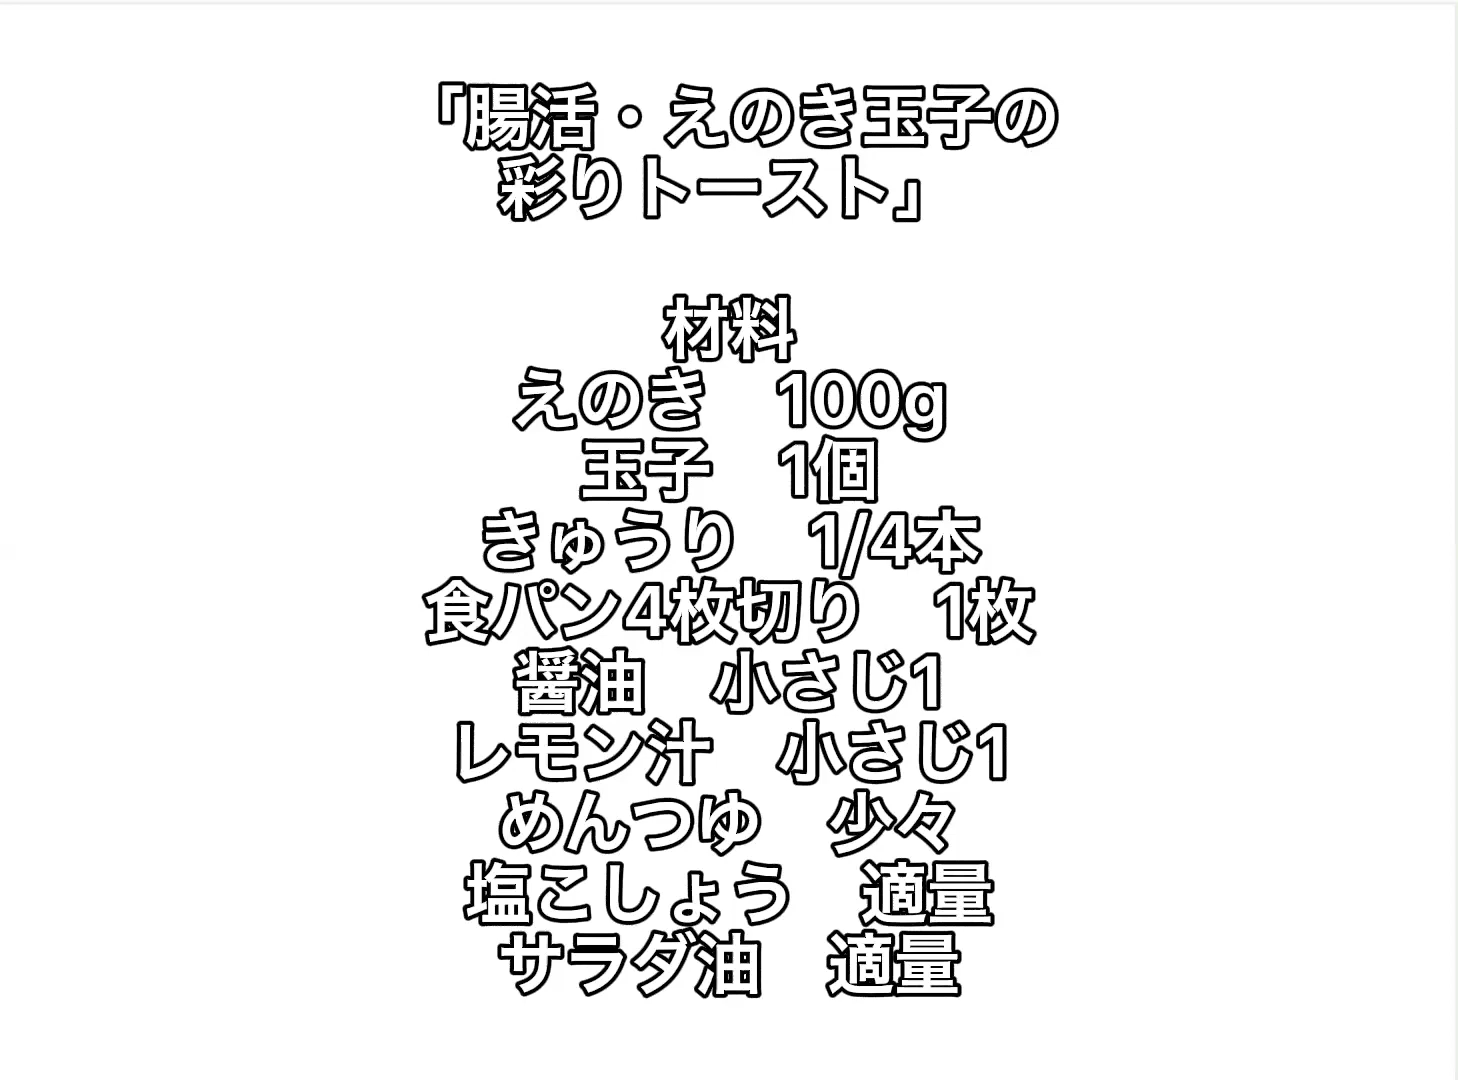 「腸活・えのき玉子の
彩りトースト」
材料
えのき　100g
玉子　1個
きゅうり　1/4本
食パン4枚切り　1枚
醤油　小さじ1
レモン汁　小さじ1
めんつゆ　少々
塩こしょう　適量
サラダ油　適量